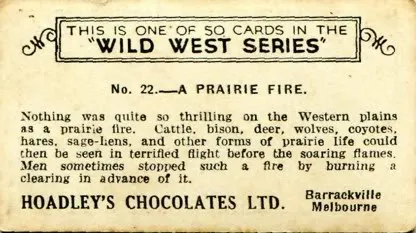 THIS IS ONE OF 50 CARDS IN THE
"WILD WEST SERIES"
No. 22.—A PRAIRIE FIRE.
Nothing was quite so thrilling on the Western plains
as a prairie fire. Cattle, bison, deer, wolves, coyotes,
hares, sage-hens, and other forms of prairie life could
then be seen in terrified flight before the soaring flames.
Men sometimes stopped such a fire by burning a
clearing in advance of it.
HOADLEY'S CHOCOLATES LTD. Barrackville
Melbourne